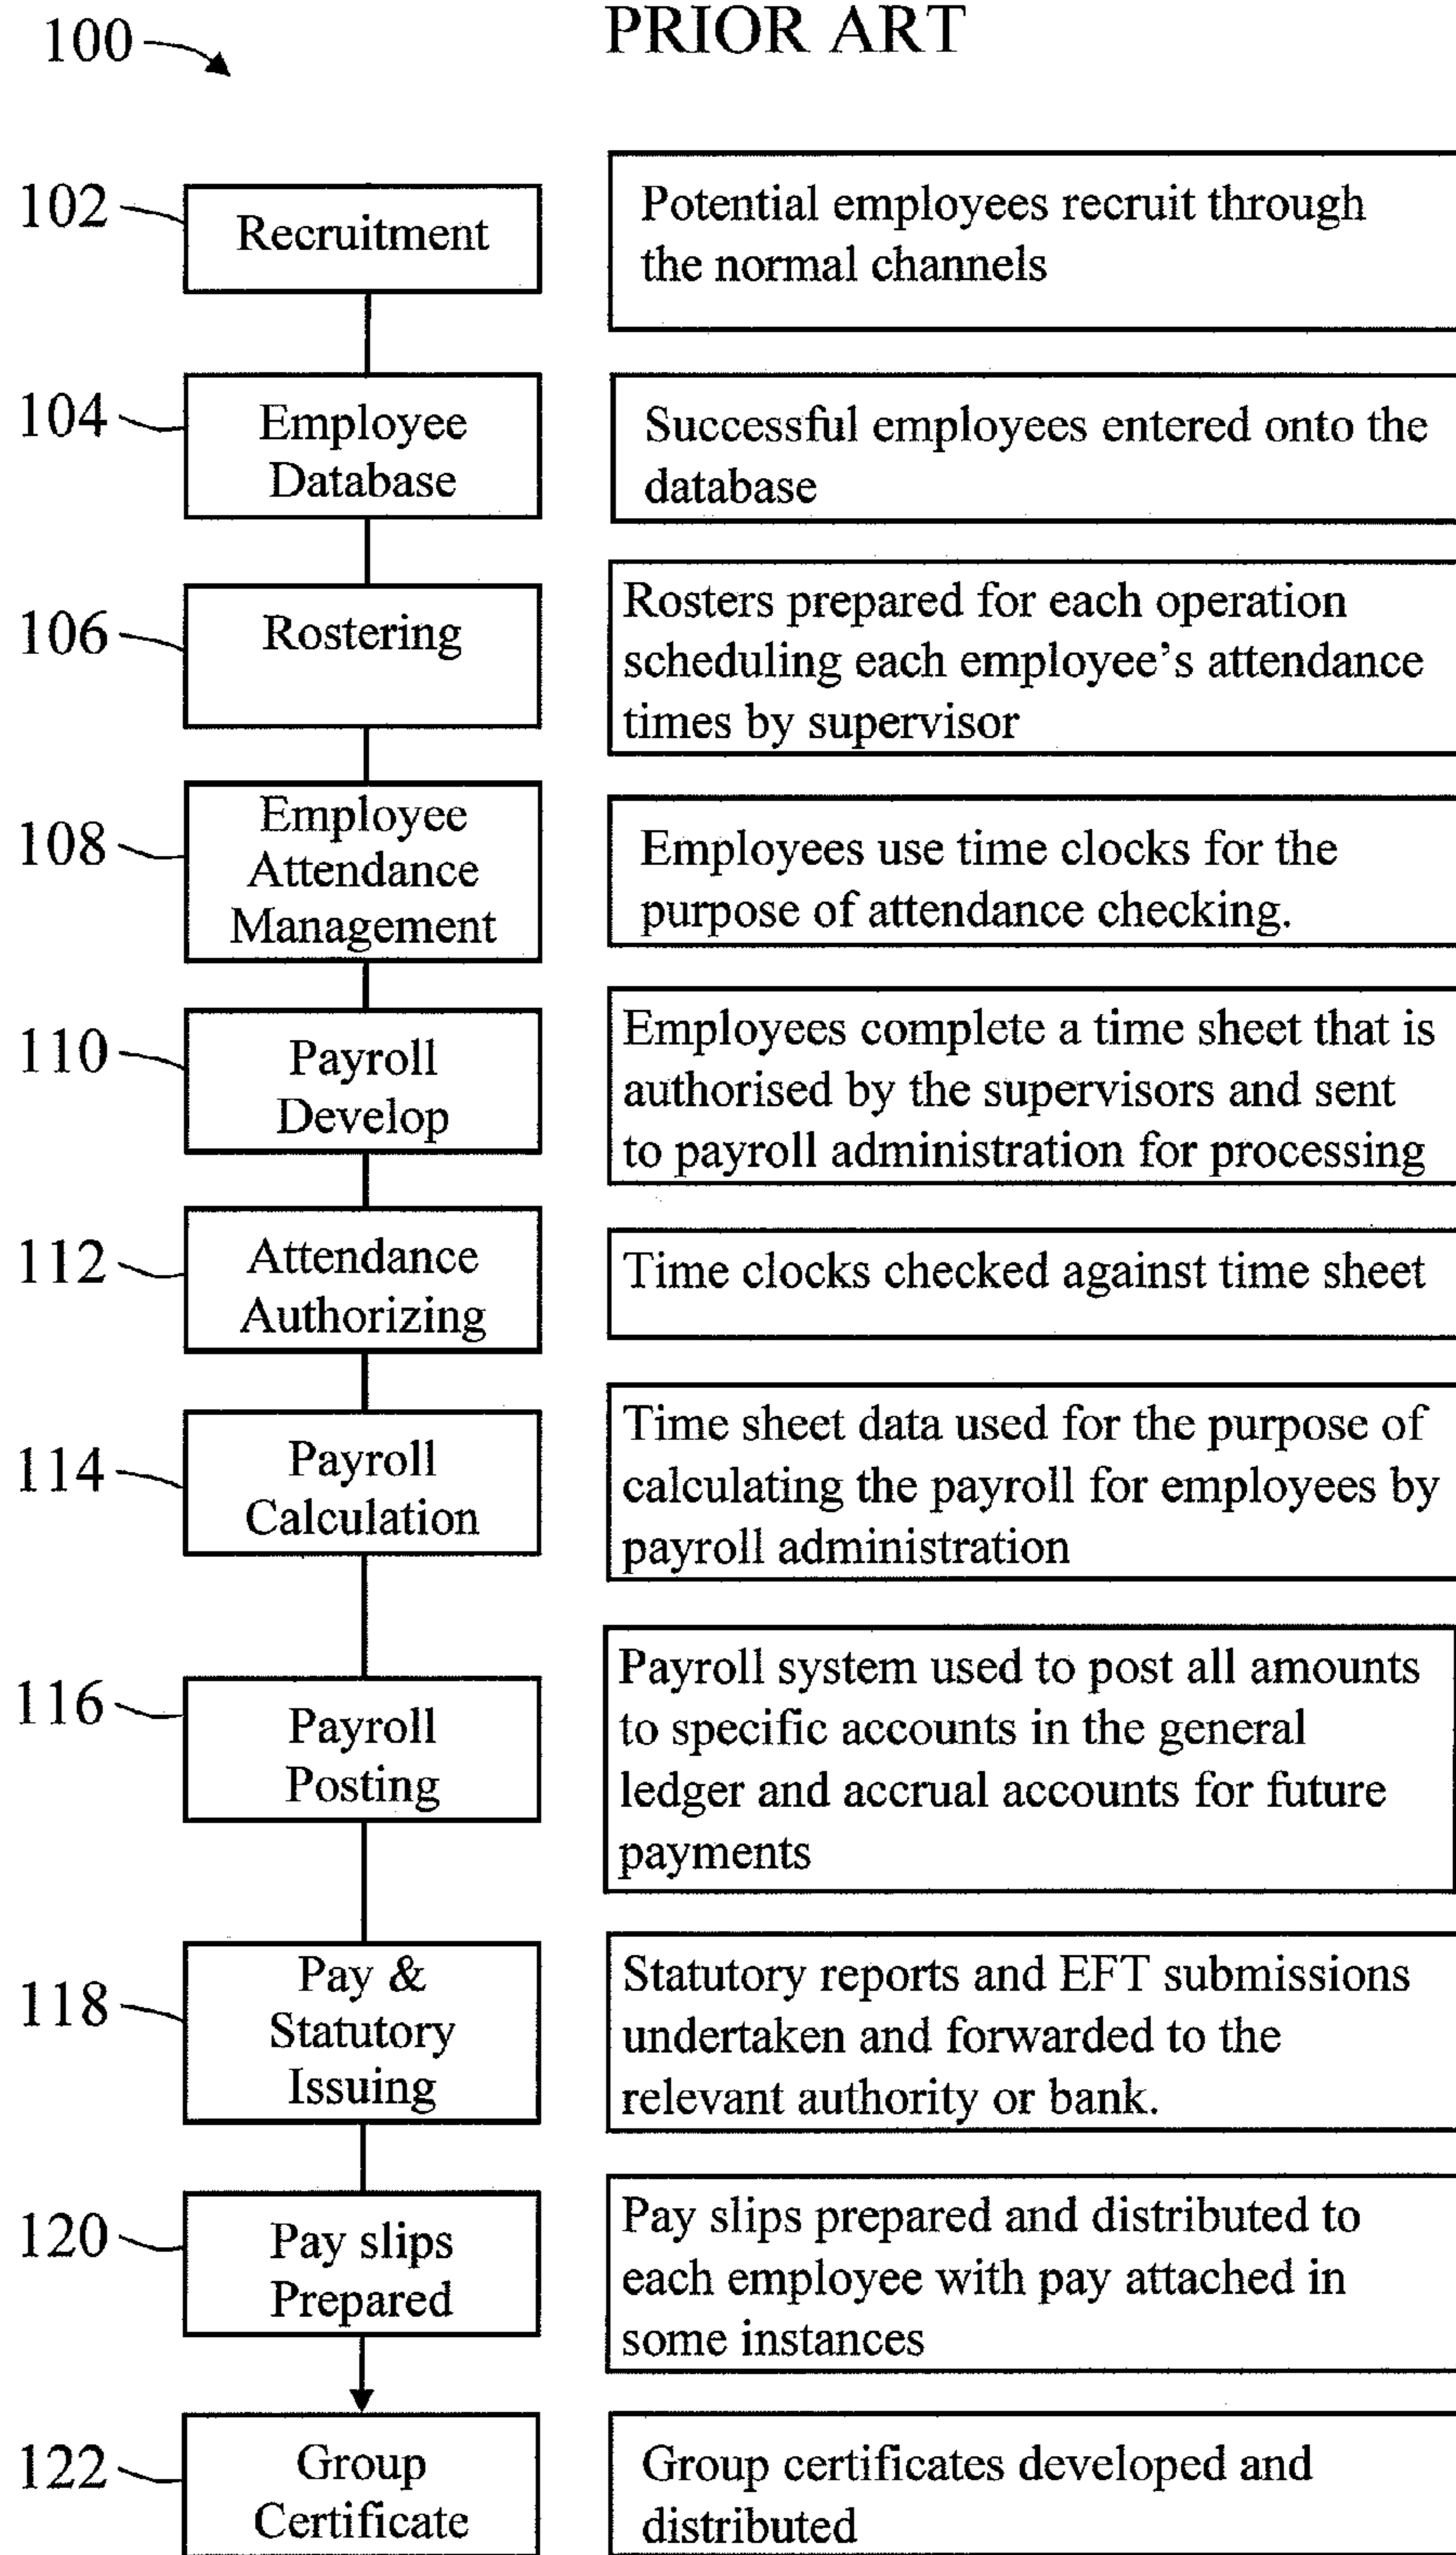 100
PRIOR ART
102
Recruitment
Potential employees recruit through
the normal channels
104
Employee
Database
Successful employees entered onto the
database
106
Rostering
Rosters prepared for each operation
scheduling each employee's attendance
times by supervisor
108
Employee
Attendance
Management
Employees use time clocks for the
purpose of attendance checking.
110
Payroll
Develop
Employees complete a time sheet that is
authorised by the supervisors and sent
to payroll administration for processing
112
Attendance
Authorizing
Time clocks checked against time sheet
114
Payroll
Calculation
Time sheet data used for the purpose of
calculating the payroll for employees by
payroll administration
116
Payroll
Posting
Payroll system used to post all amounts
to specific accounts in the general
ledger and accrual accounts for future
payments
118
Pay &
Statutory
Issuing
Statutory reports and EFT submissions
undertaken and forwarded to the
relevant authority or bank.
120
Pay slips
Prepared
Pay slips prepared and distributed to
each employee with pay attached in
some instances
122
Group
Certificate
Group certificates developed and
distributed